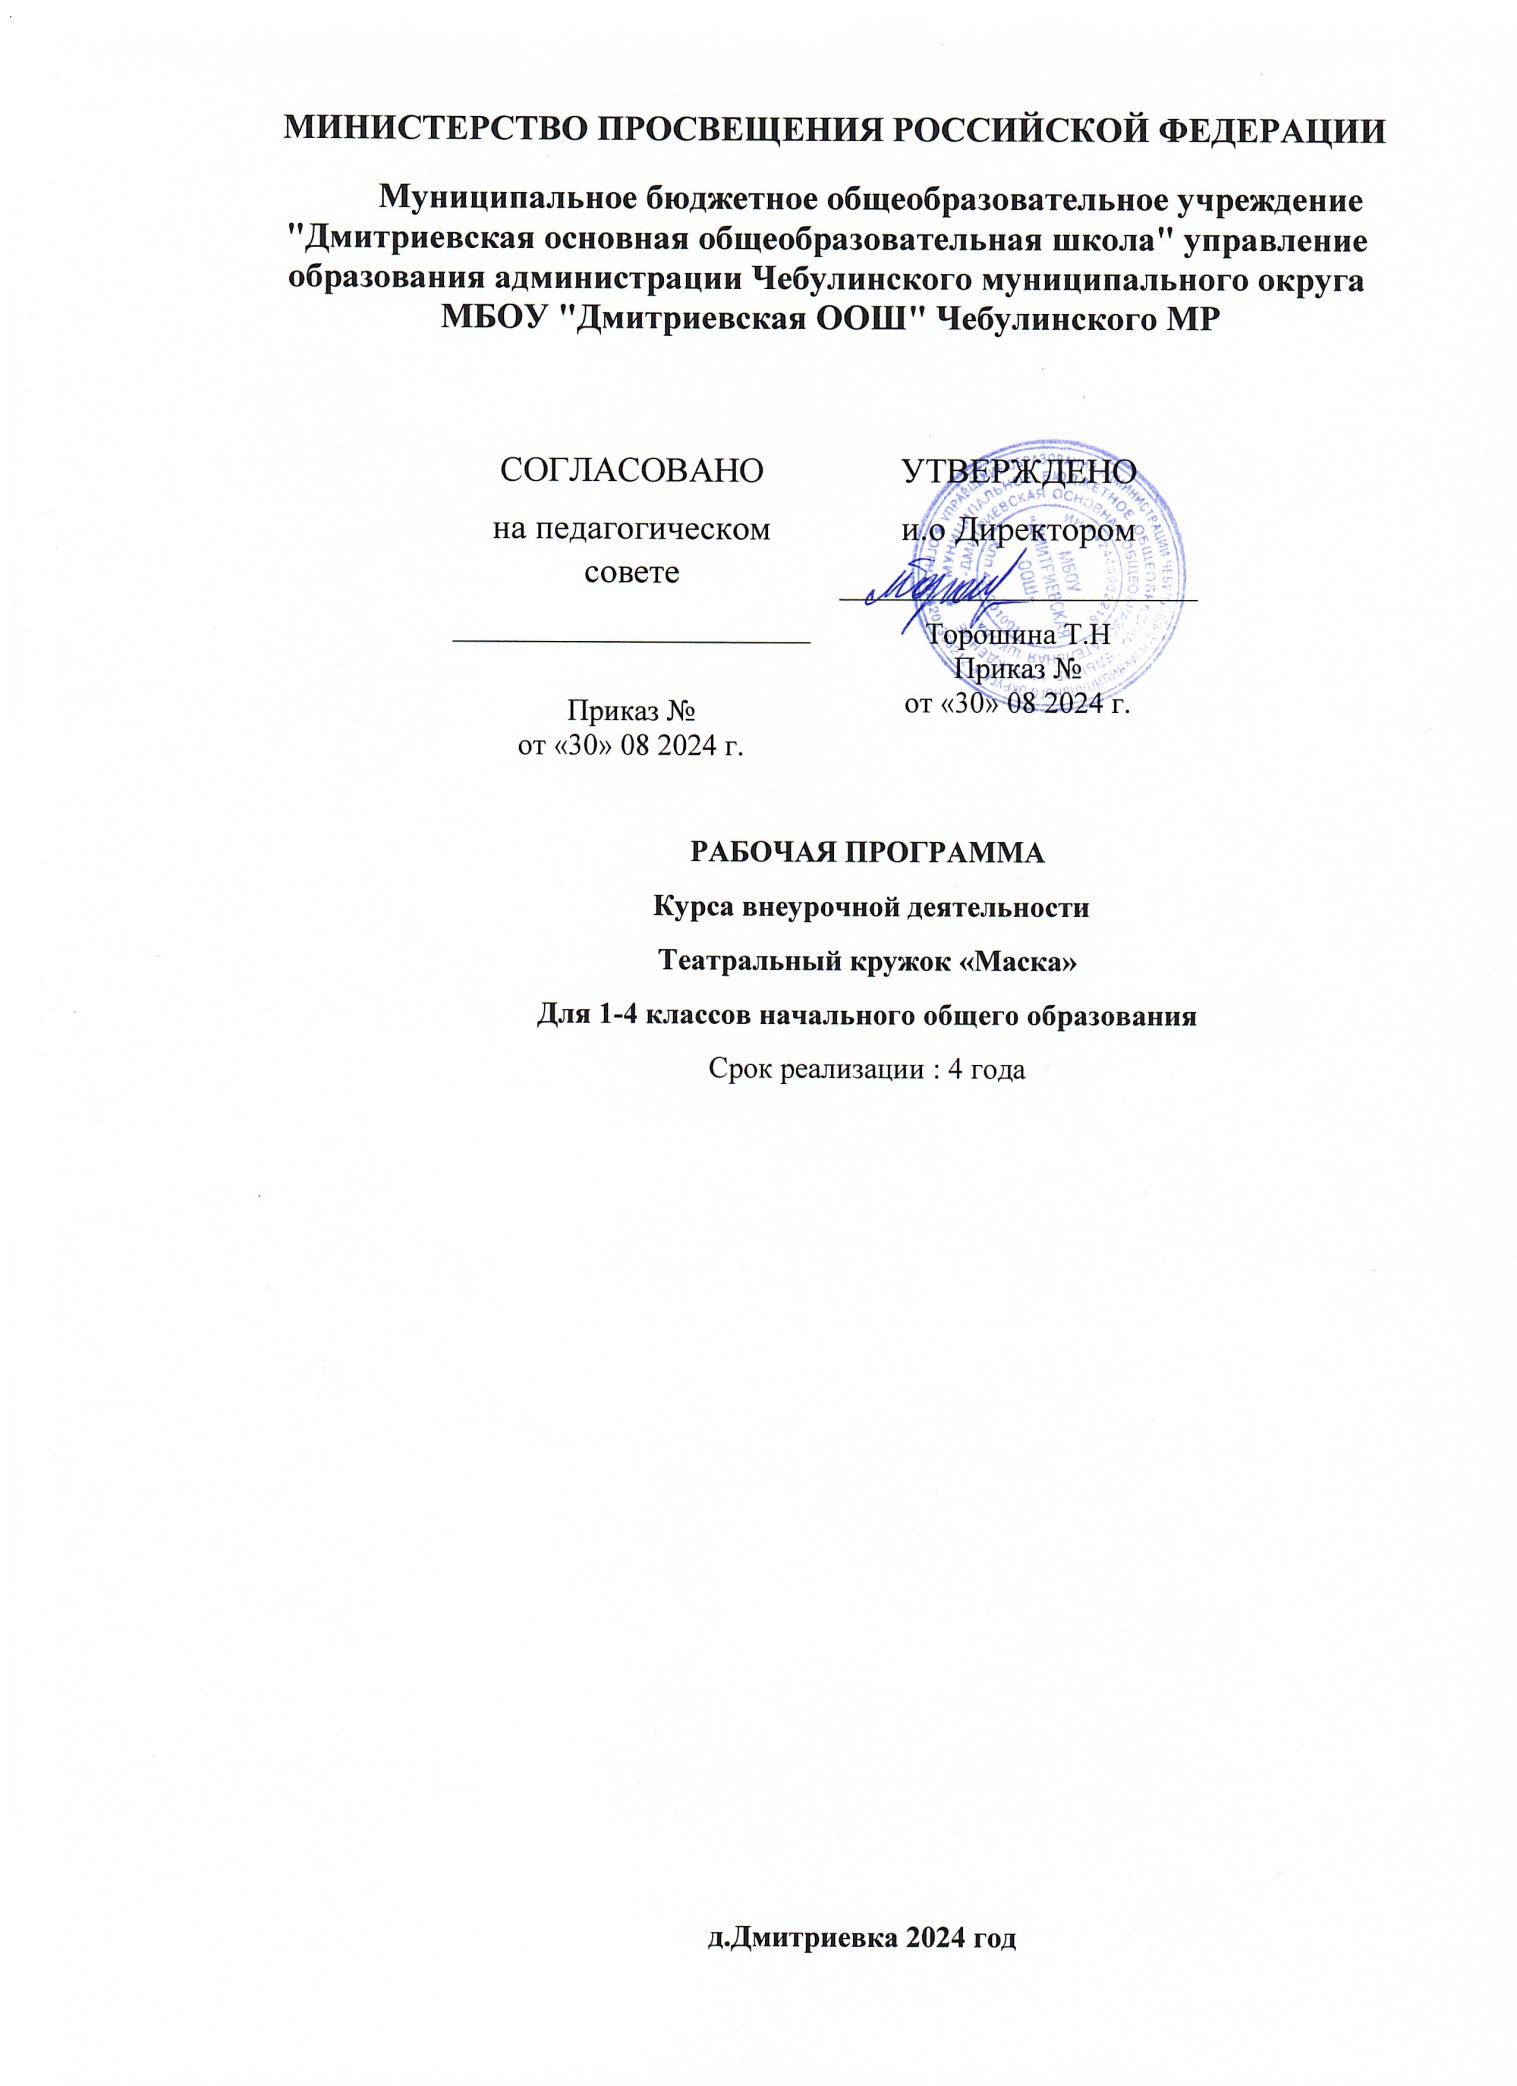 МИНИСТЕРСТВО ПРОСВЕЩЕНИЯ РОССИЙСКОЙ ФЕДЕРАЦИИ
Муниципальное бюджетное общеобразовательное учреждение
"Дмитриевская основная общеобразовательная школа" управление
образования администрации Чебулинского муниципального округа
МБОУ "Дмитриевская ООШ" Чебулинского МР
СОГЛАСОВАНО
на педагогическом
совете
Приказ №
от «30» 08 2024 г.
УТВЕРЖДЕНО
и.о Директором
Торошина Т.Н
Приказ №
от «30» 08 2024 г.
МБОУ
«ДМИТРИЕВСКАЯ
ООШ»
РАБОЧАЯ ПРОГРАММА
Курса внеурочной деятельности
Театральный кружок «Маска»
Для 1-4 классов начального общего образования
Срок реализации : 4 года
д.Дмитриевка 2024 год